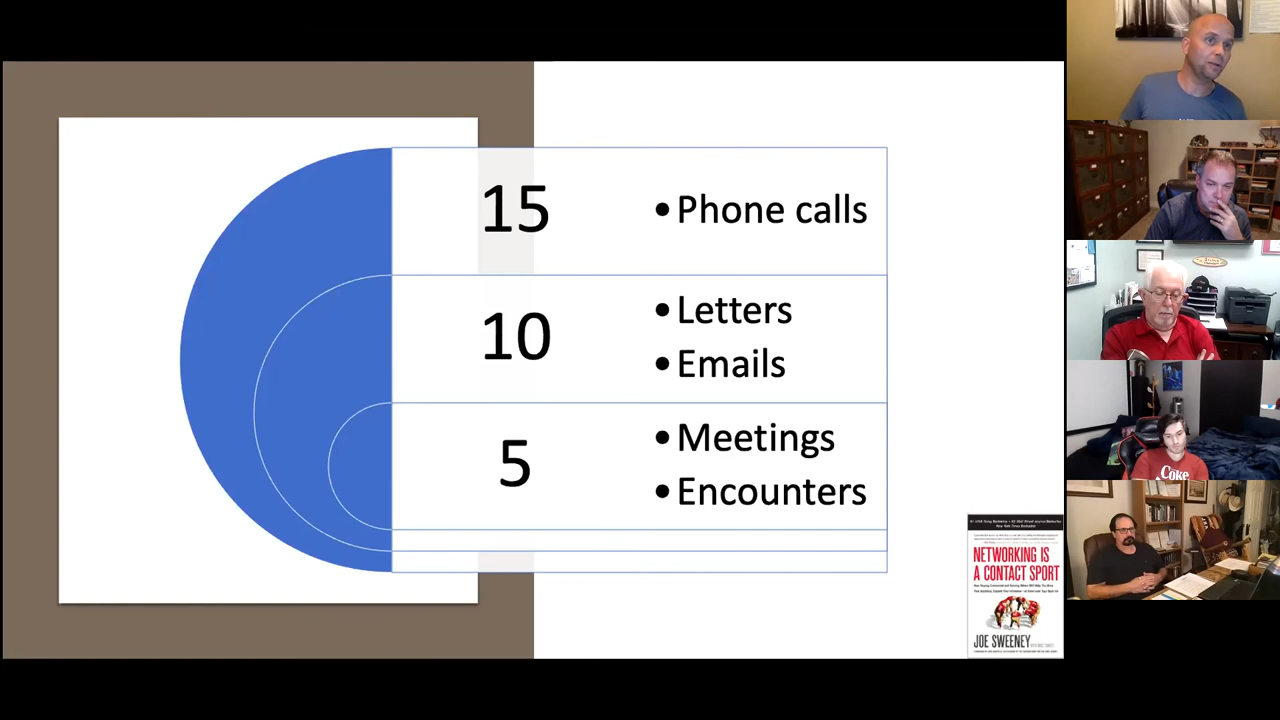 15
• Phone calls
10
• Letters
• Emails
5
• Meetings
• Encounters
NETWORKING IS
A CONTACT SPORT
JOE SWEENEY
Coke